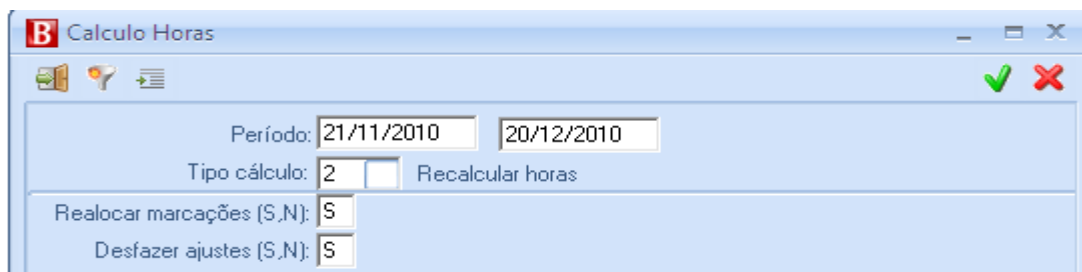 B Calculo Horas
Período: 21/11/2010 20/12/2010
Tipo cálculo: 2 Recalcular horas
Realocar marcações (S,N): S
Desfazer ajustes (S,N): S